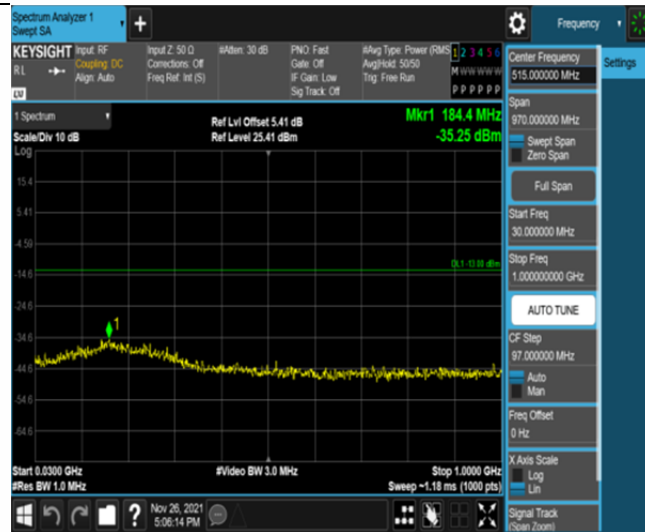 Spectrum Analyzer 1
Swept SA
+
Frequency
Settings
KEYSIGHT
RL
LXI
Input: RF
Coupling: DC
Align: Auto
Input Z: 50 Ω
Corrections: Off
Freq Ref: Int (S)
#Atten: 30 dB
PNO: Fast
Gate: Off
IF Gain: Low
Sig Track: Off
#Avg Type: Power (RMS
Avg|Hold: 50/50
Trig: Free Run
1 2 3 4 5 6
M W W W W W
P P P P P P
1 Spectrum
Scale/Div 10 dB
Log
Ref Lvl Offset 5.41 dB
Ref Level 25.41 dBm
Mkr1 184.4 MHz
-35.25 dBm
15.4
5.41
-4.59
-14.6
-24.6
-34.6
-44.6
-54.6
-64.6
DL1 -13.00 dBm
1
Start 0.0300 GHz
#Res BW 1.0 MHz
#Video BW 3.0 MHz
Stop 1.0000 GHz
Sweep ~1.18 ms (1000 pts)
Center Frequency
515.000000 MHz
Span
970.000000 MHz
Swept Span
Zero Span
Full Span
Start Freq
30.000000 MHz
Stop Freq
1.000000000 GHz
AUTO TUNE
CF Step
97.000000 MHz
Auto
Man
Freq Offset
0 Hz
X Axis Scale
Log
Lin
Signal Track
(Span Zoom)
?
Nov 26, 2021
5:06:14 PM